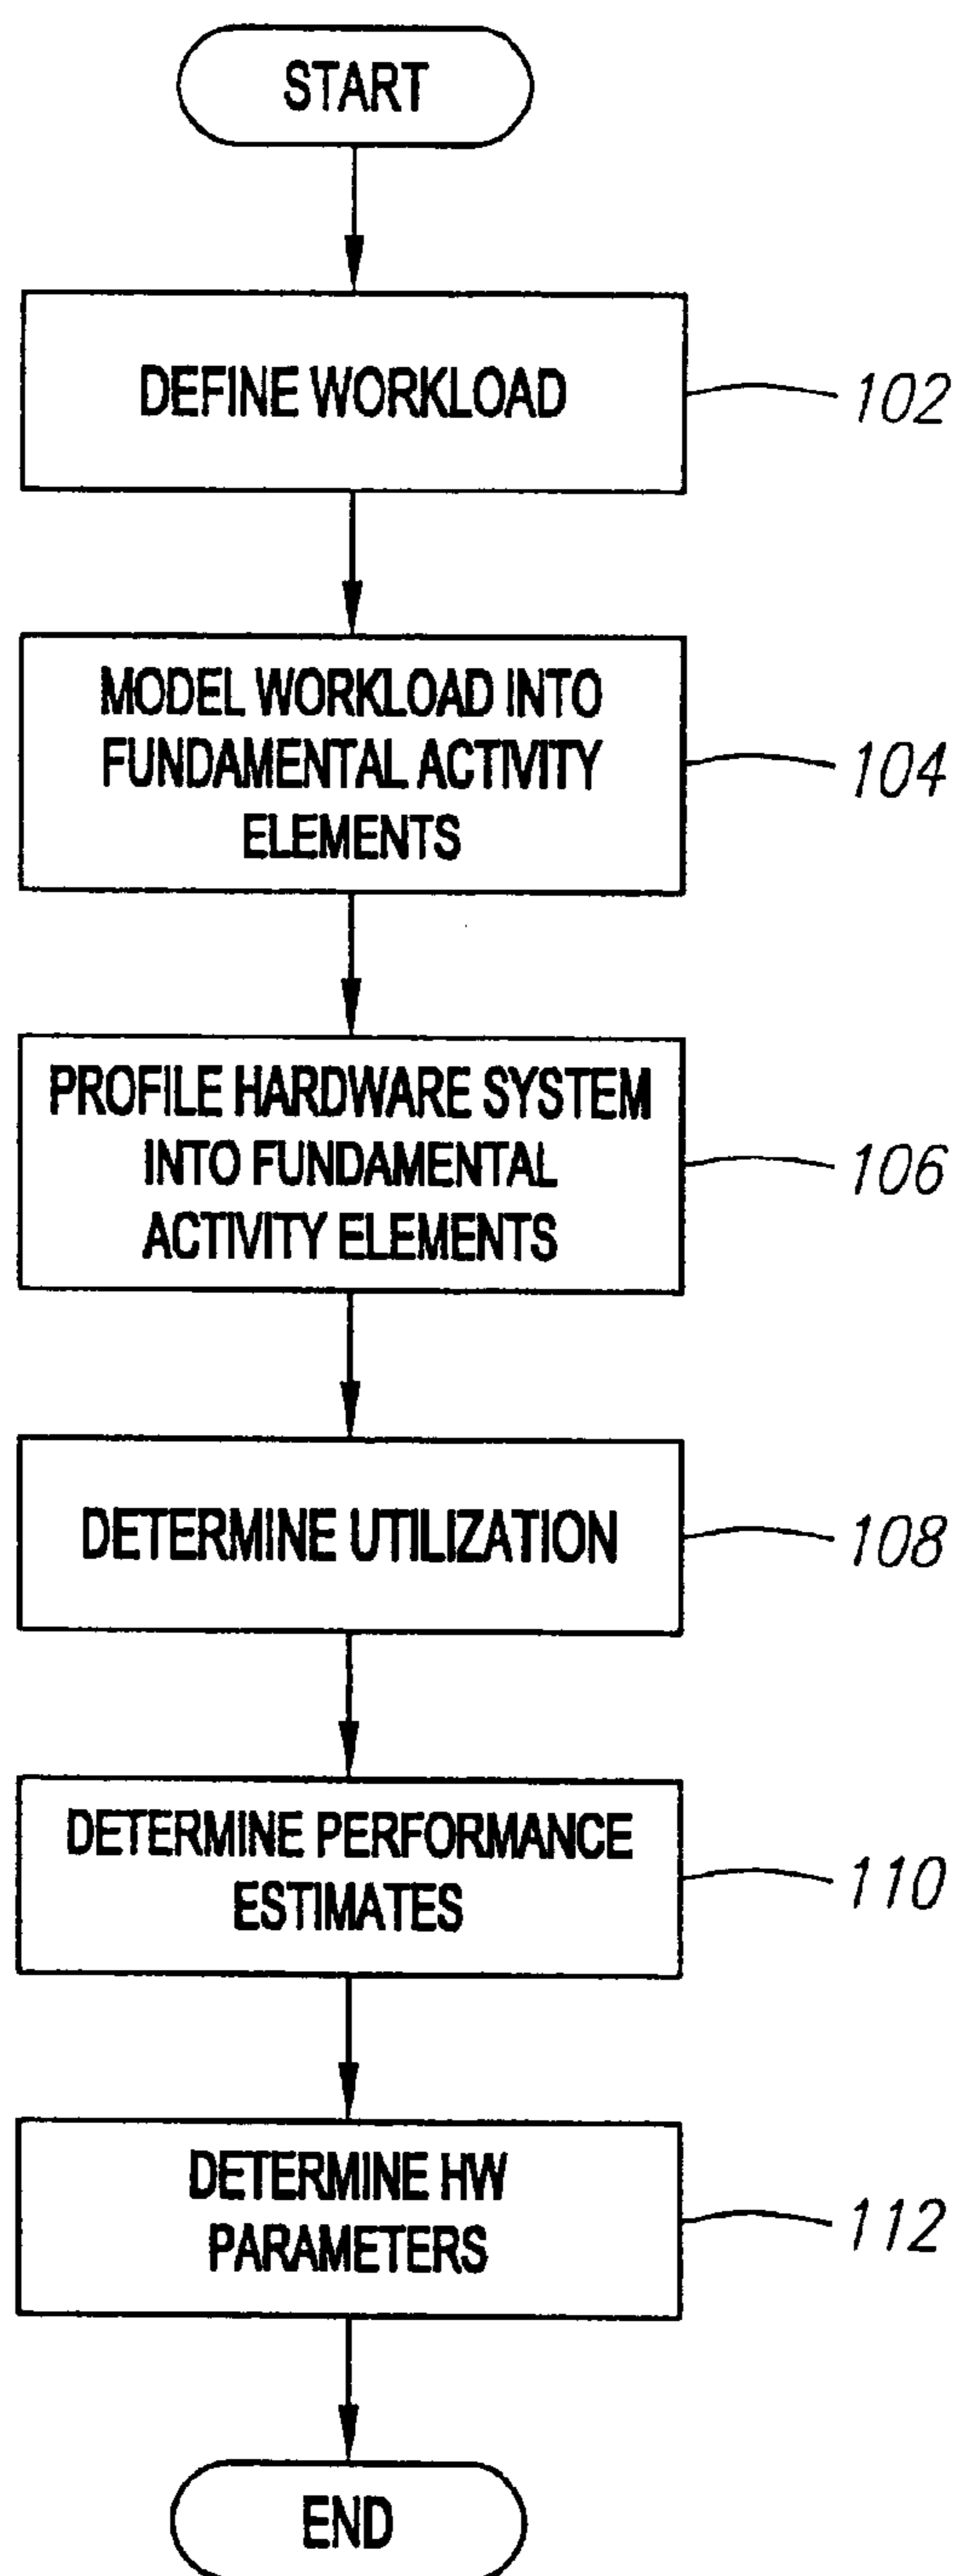 START
DEFINE WORKLOAD
102
MODEL WORKLOAD INTO
FUNDAMENTAL ACTIVITY
ELEMENTS
104
PROFILE HARDWARE SYSTEM
INTO FUNDAMENTAL
ACTIVITY ELEMENTS
106
DETERMINE UTILIZATION
108
DETERMINE PERFORMANCE
ESTIMATES
110
DETERMINE HW
PARAMETERS
112
END